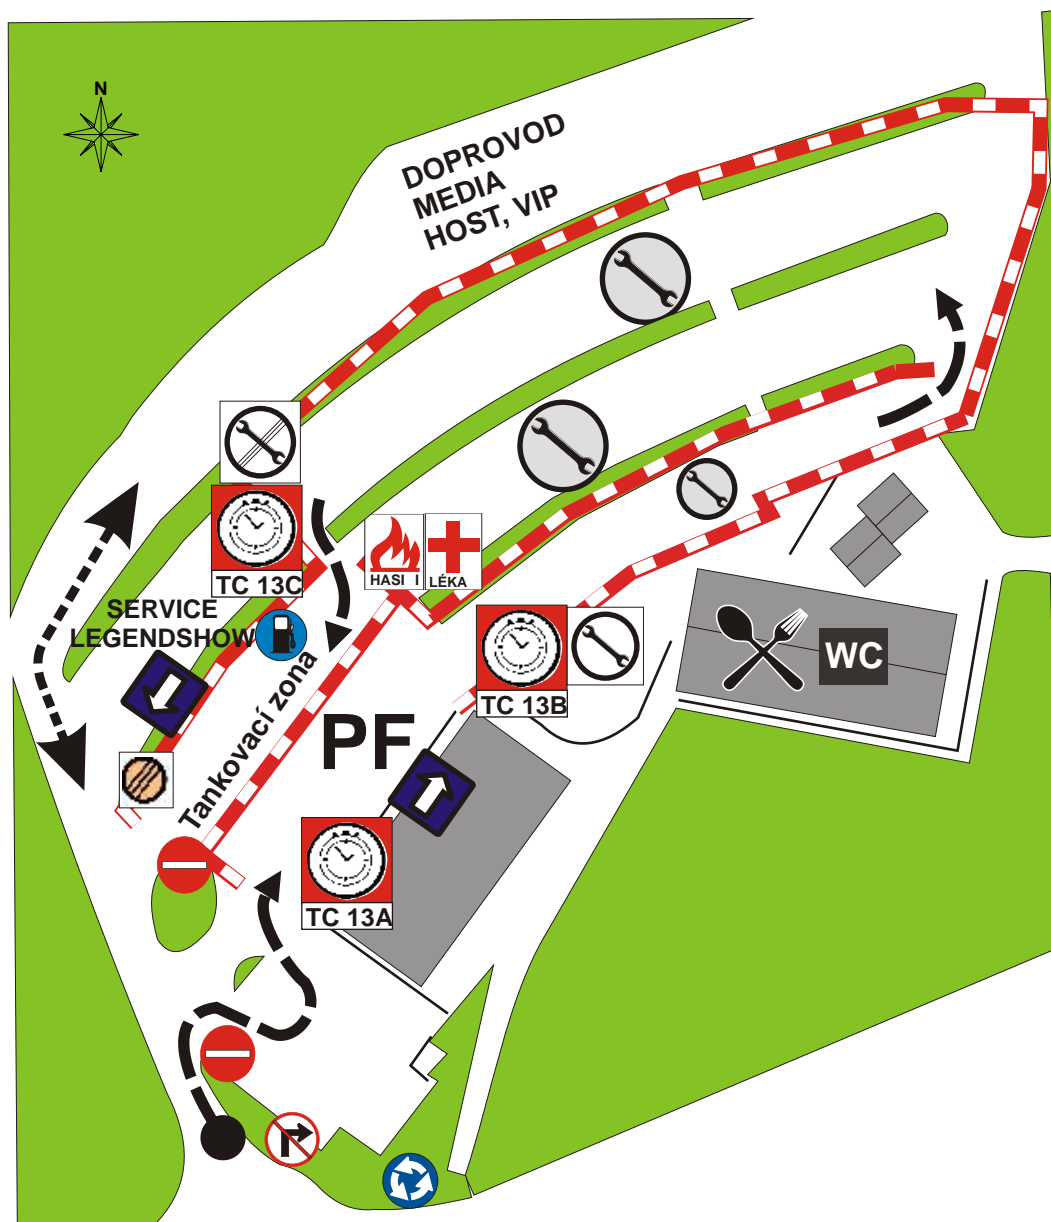 N
DOPROVOD
MEDIA
HOST, VIP
TC 13C
HASI I
LÉKA
SERVICE
LEGENDSHOW
Tankovací zona
TC 13B
WC
PF
TC 13A